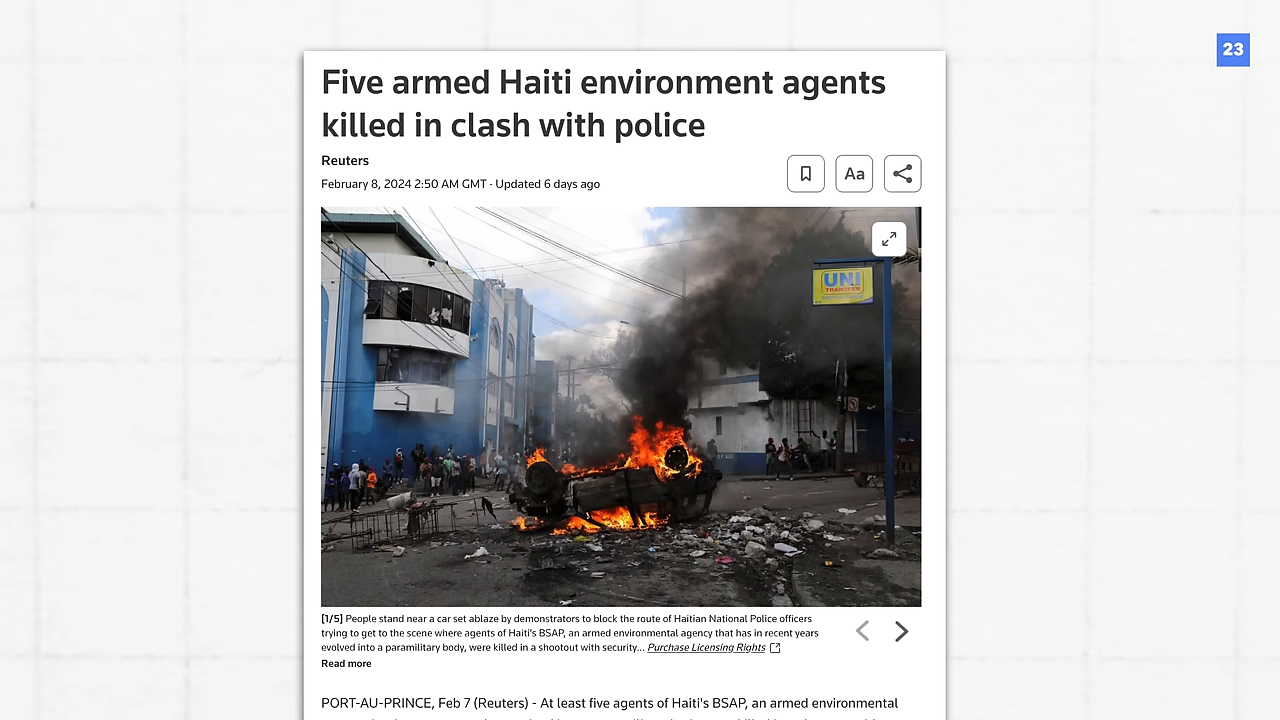 23
Five armed Haiti environment agents
killed in clash with police
Reuters
February 8, 2024 2:50 AM GMT · Updated 6 days ago
Aa
UNI
TRANSFER
[1/5] People stand near a car set ablaze by demonstrators to block the route of Haitian National Police officers
trying to get to the scene where agents of Haiti's BSAP, an armed environmental agency that has in recent years
evolved into a paramilitary body, were killed in a shootout with security... Purchase Licensing Rights
Read more
PORT-AU-PRINCE, Feb 7 (Reuters) - At least five agents of Haiti's BSAP, an armed environmental